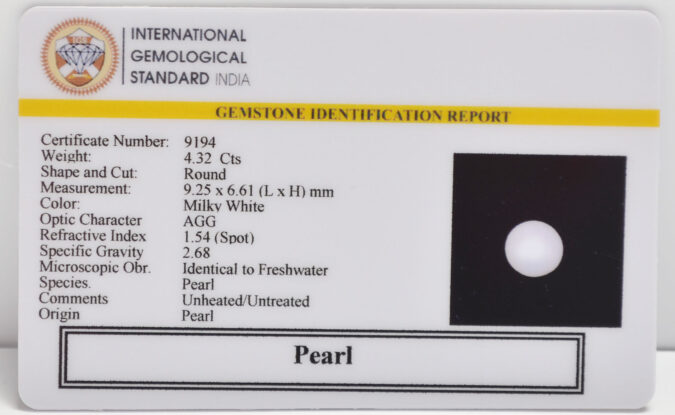 IGS
INTERNATIONAL
GEMOLOGICAL
STANDARD INDIA
GEMSTONE IDENTIFICATION REPORT
Certificate Number: 9194
Weight: 4.32 Cts
Shape and Cut: Round
Measurement: 9.25 x 6.61 (L x H) mm
Color: Milky White
Optic Character AGG
Refractive Index 1.54 (Spot)
Specific Gravity 2.68
Microscopic Obr. Identical to Freshwater
Species. Pearl
Comments Unheated/Untreated
Origin Pearl
Pearl